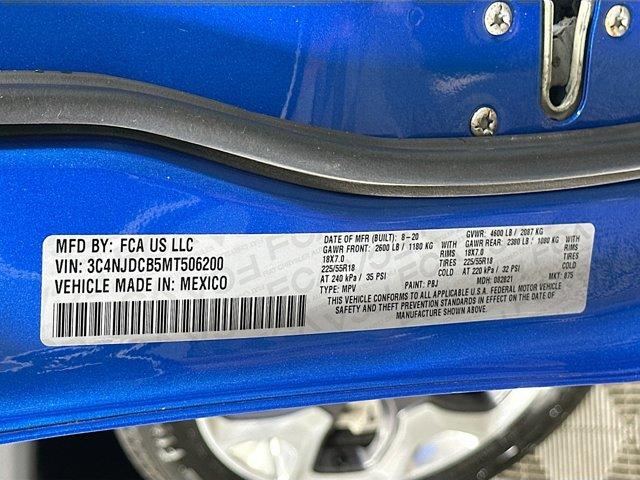 MFD BY: FCA US LLC
VIN: 3C4NJDCB5MT506200
VEHICLE MADE IN: MEXICO
DATE OF MFR (BUILT): 8-20
GAWR FRONT: 2600 LB / 1180 KG WITH
18X7.0 RIMS
225/55R18 TIRES
AT 240 kPa / 35 PSI COLD
TYPE: MPV
GVWR: 4600 LB / 2087 KG
GAWR REAR: 2380 LB / 1080 KG WITH
18X7.0 RIMS
225/55R18 TIRES
AT 220 kPa / 32 PSI COLD
PAINT: PBJ MDH: 082821 MKT: 875
THIS VEHICLE CONFORMS TO ALL APPLICABLE U.S.A. FEDERAL MOTOR VEHICLE
SAFETY AND THEFT PREVENTION STANDARDS IN EFFECT ON THE DATE OF
MANUFACTURE SHOWN ABOVE.